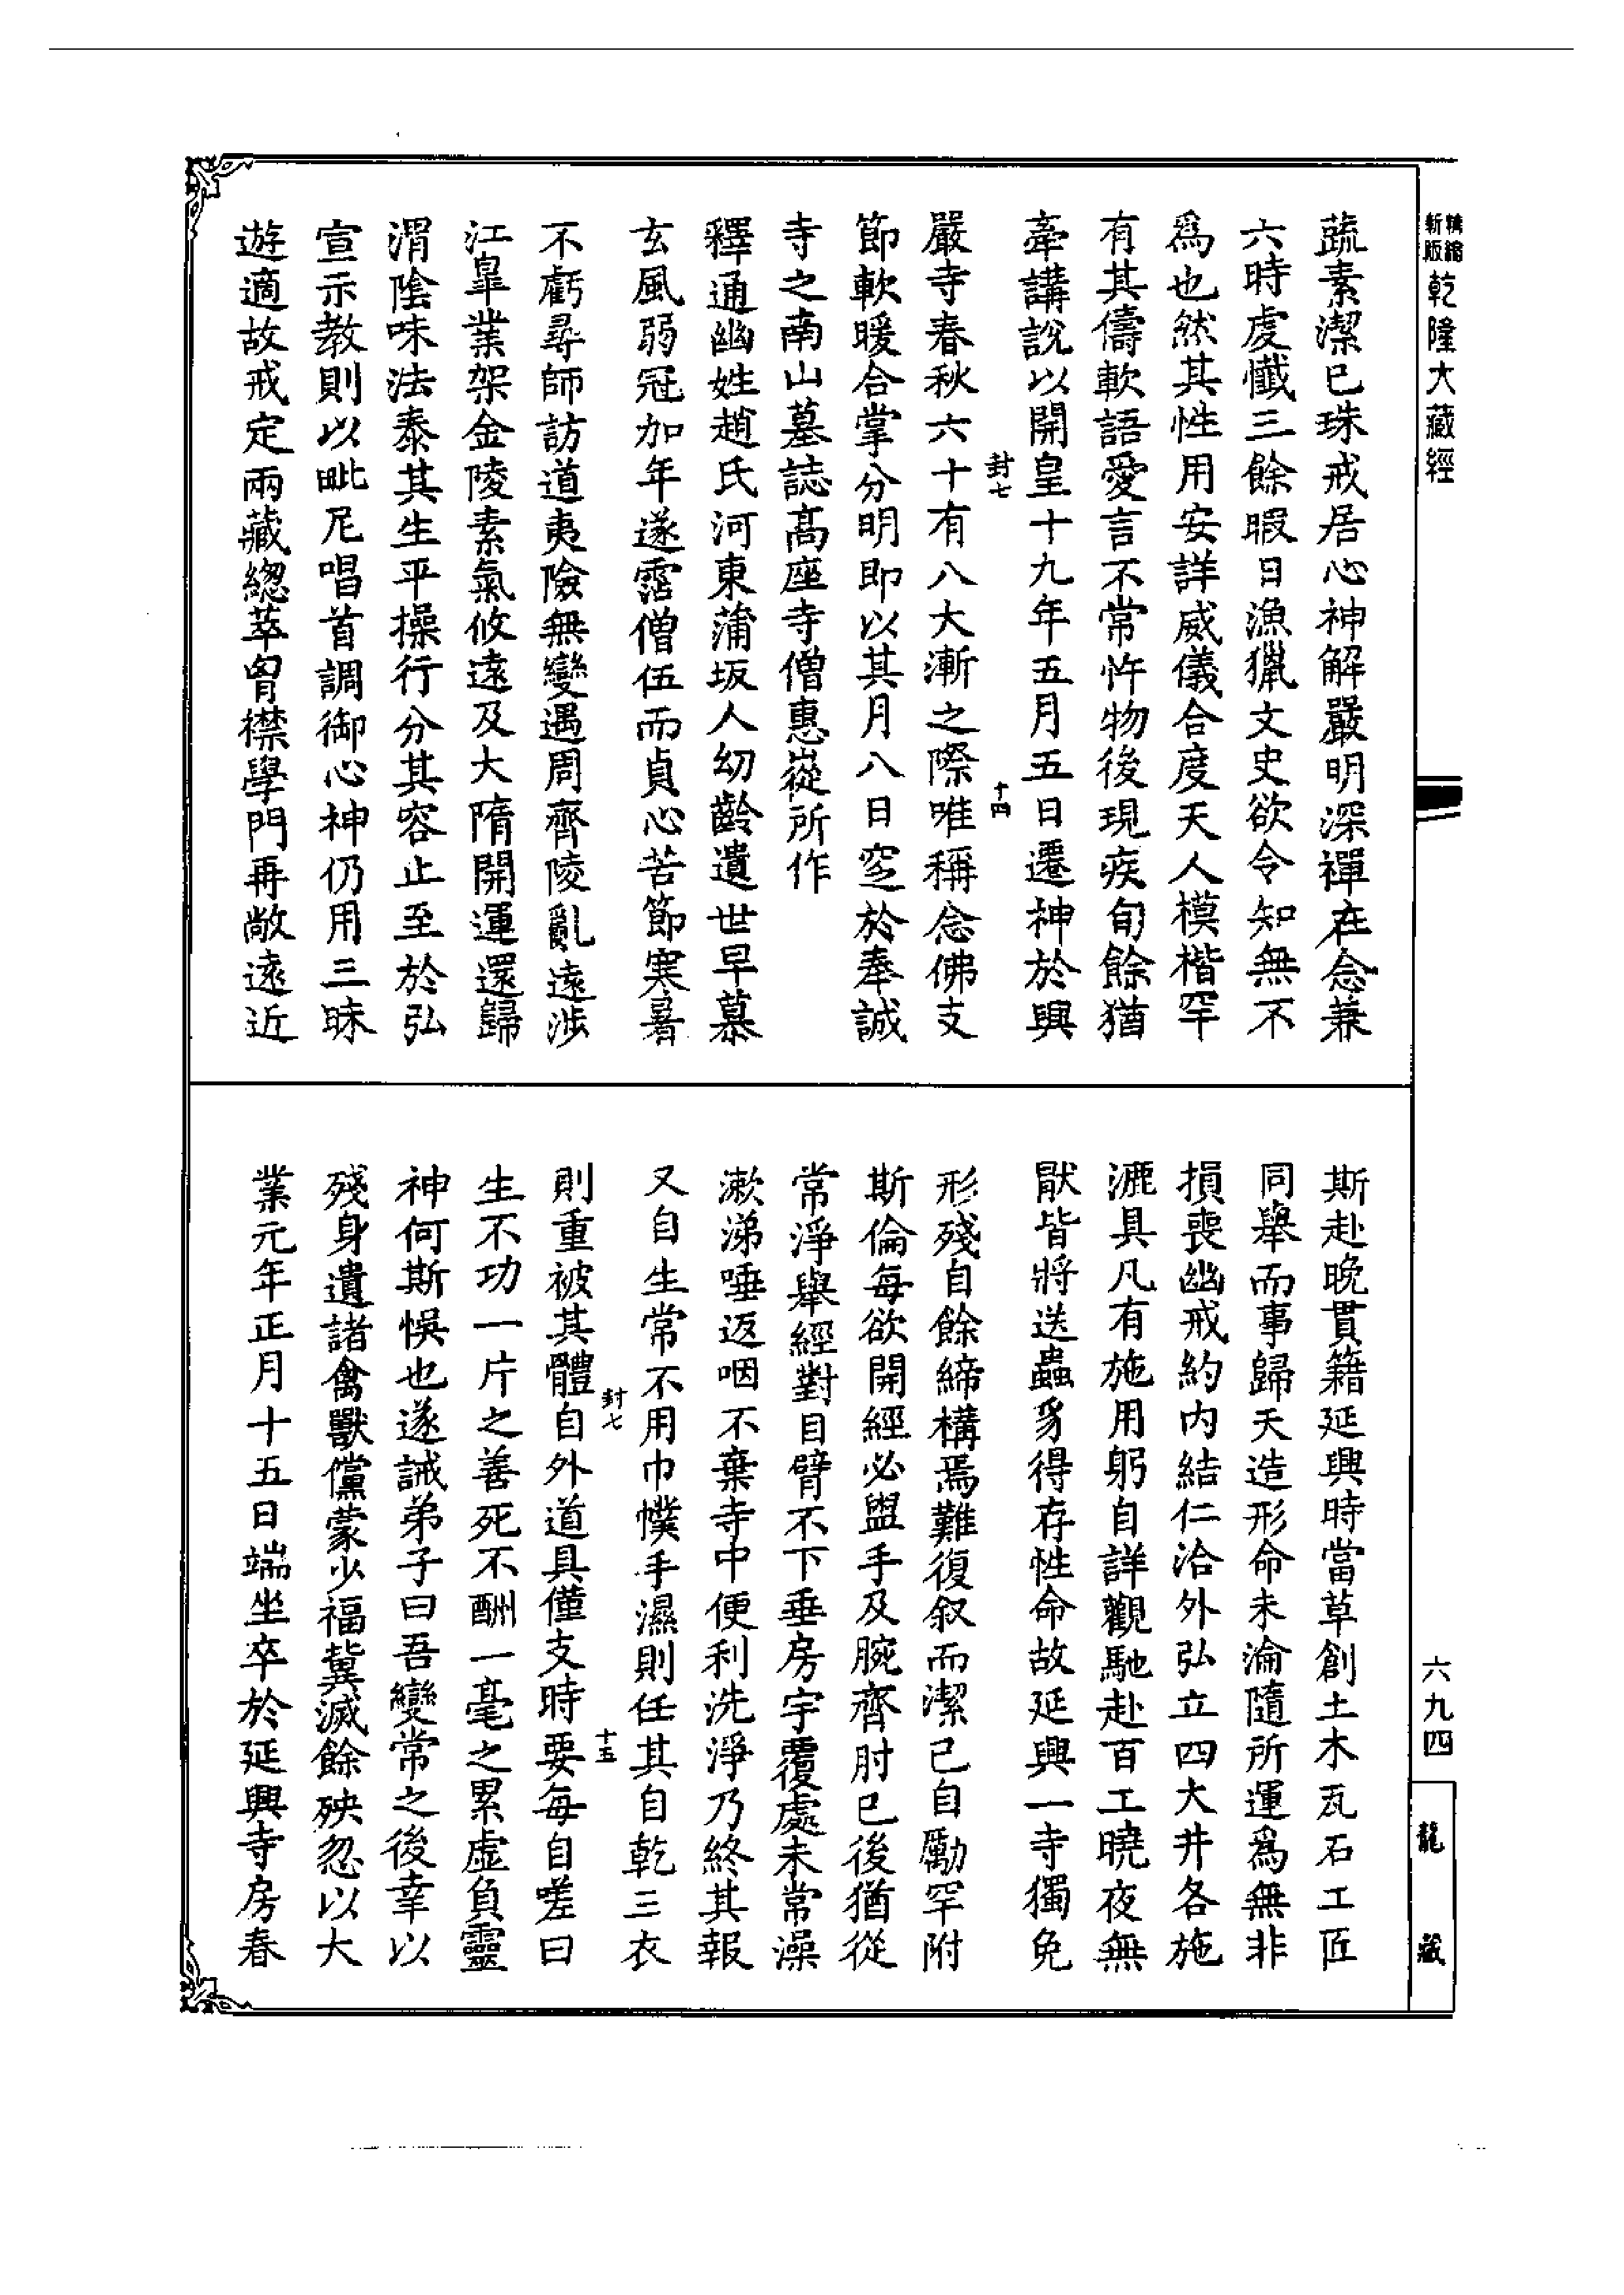 精縮新版乾隆大藏經
蔬素潔已珠戒居心神解嚴明深禪在念兼
六時虔懺三餘暇日漁獵文史欲令知無不
爲也然其性用安詳威儀合度天人模楷罕
有其儔軟語愛言不常忤物後現疾旬餘猶
牽講說以開皇十九年五月五日遷神於興
封七
十四
嚴寺春秋六十有八大漸之際唯稱念佛支
節軟暖合掌分明即以其月八日窆於奉誠
寺之南山墓誌高座寺僧惠嵸所作
釋通幽姓趙氏河東蒲坂人幼齡遺世早慕
玄風弱冠加年遂霑僧伍而貞心苦節寒暑
不虧尋師訪道夷險無變遇周齊陵亂遠涉
江皐業架金陵素氣攸遠及大隋開運還歸
渭陰味法泰其生平操行分其容止至於弘
宣示教則以毗尼唱首調御心神仍用三昧
遊適故戒定兩藏總萃胷襟學門再敞遠近
斯赴晚貫籍延興時當草創土木瓦石工匠
同舉而事歸天造形命未淪隨所運爲無非
損喪幽戒約内結仁洽外弘立四大井各施
漉具凡有施用躬自詳觀馳赴百工曉夜無
猒皆將送蟲豸得存性命故延興一寺獨免
形殘自餘締構焉難復叙而潔已自勵罕附
斯倫每欲開經必盥手及腕齊肘已後猶從
常淨舉經對目臂不下垂房宇覆處未常澡
漱涕唾返咽不棄寺中便利洗淨乃終其報
又自生常不用巾幞手濕則任其自乾三衣
封七
十五
則重被其體自外道具僅支時要每自嗟曰
生不功一片之善死不酬一毫之累虛負靈
神何斯悞也遂誡弟子曰吾變常之後幸以
殘身遺諸禽獸儻蒙少福冀滅餘殃忽以大
業元年正月十五日端坐卒於延興寺房春
六九四
龍藏